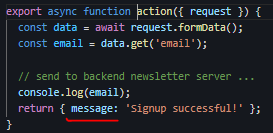 export async function action({ request }) {
const data = await request.formData();
const email = data.get('email');
// send to backend newsletter server ...
console.log(email);
return { message: 'Signup successful!' };
}